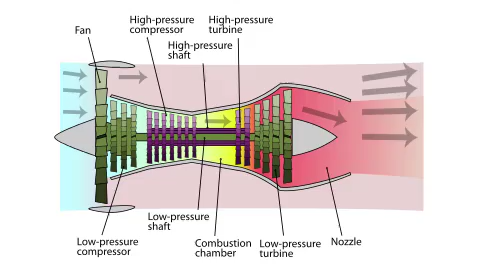 Fan
High-pressure
compressor
High-pressure
turbine
High-pressure
shaft
Low-pressure
shaft
Low-pressure
compressor
Combustion
chamber
Low-pressure
turbine
Nozzle